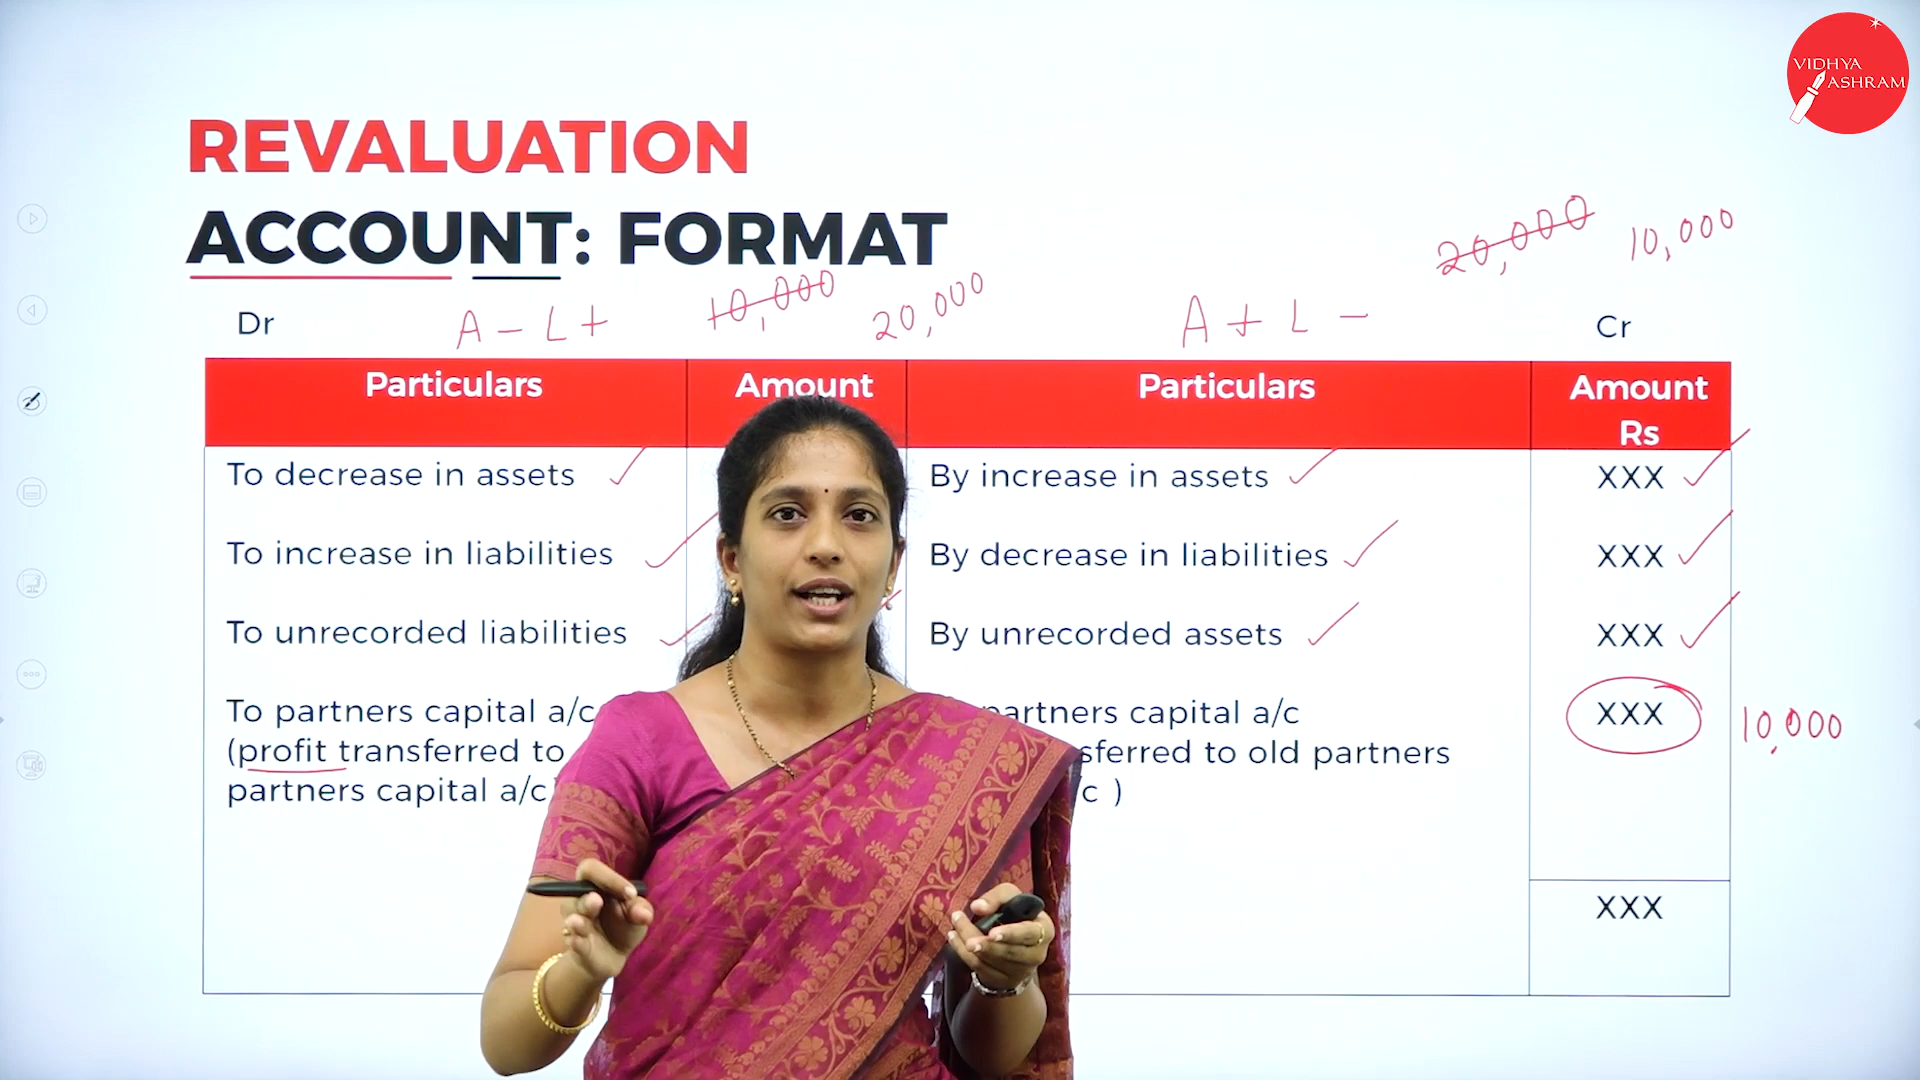 VIDHYA
ASHRAM
REVALUATION
ACCOUNT: FORMAT
20,000 10,000
10,000 20,000
Dr A - L + A + L - Cr
Particulars Amount Particulars Amount
Rs
To decrease in assets By increase in assets XXX
To increase in liabilities By decrease in liabilities XXX
To unrecorded liabilities By unrecorded assets XXX
To partners capital a/c partners capital a/c XXX 10,000
(profit transferred to to old partners
partners capital a/c )
XXX